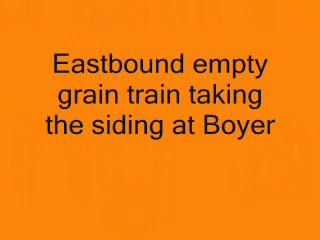 Eastbound empty
grain train taking
the siding at Boyer